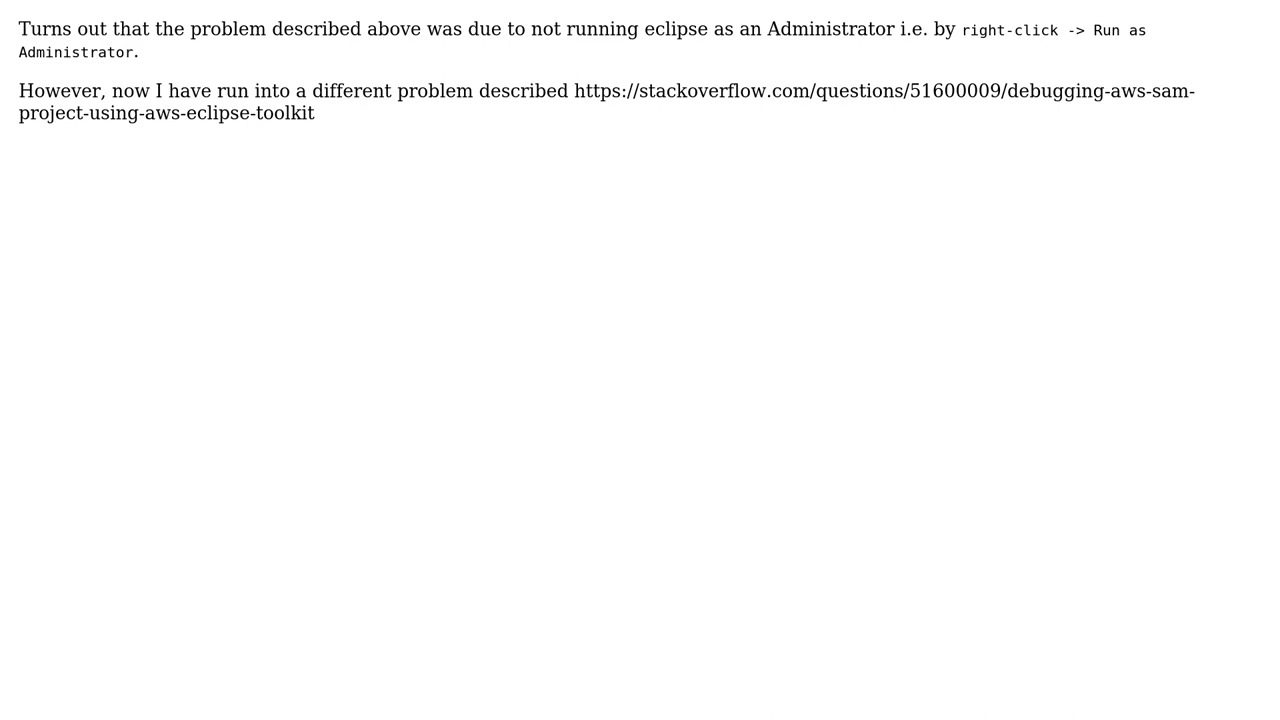 Turns out that the problem described above was due to not running eclipse as an Administrator i.e. by right-click -> Run as
Administrator.
However, now I have run into a different problem described https://stackoverflow.com/questions/51600009/debugging-aws-sam-
project-using-aws-eclipse-toolkit